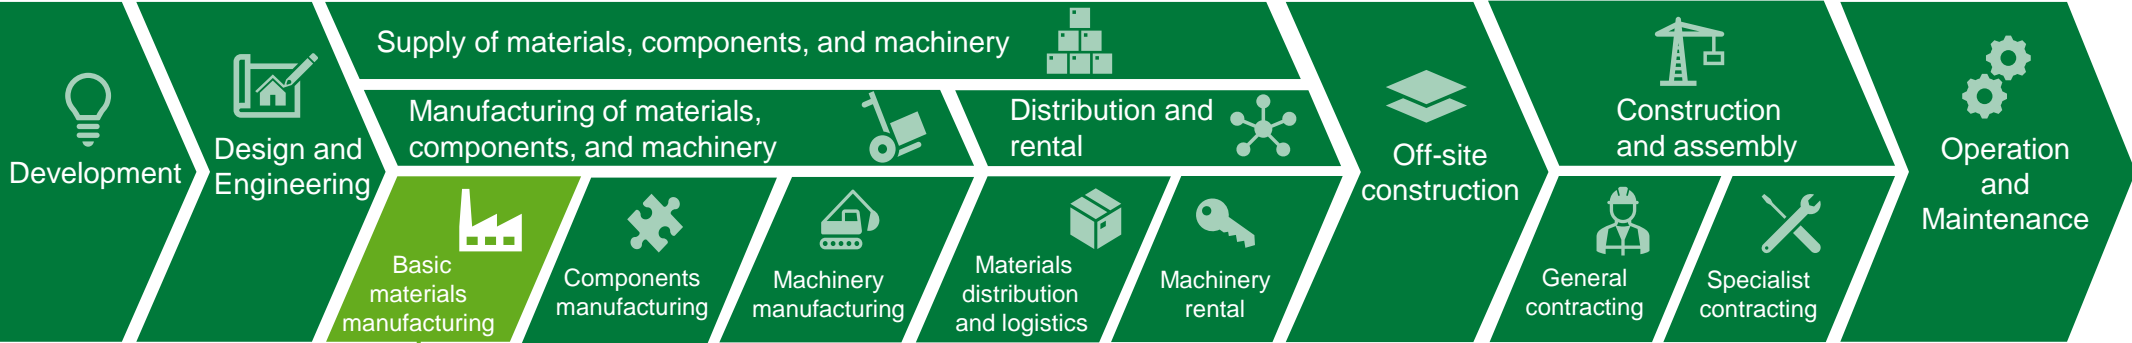 Development
Design and
Engineering
Supply of materials, components, and machinery
Manufacturing of materials,
components, and machinery
Distribution and
rental
Basic
materials
manufacturing
Components
manufacturing
Machinery
manufacturing
Materials
distribution
and logistics
Machinery
rental
Off-site
construction
Construction
and assembly
General
contracting
Specialist
contracting
Operation
and
Maintenance